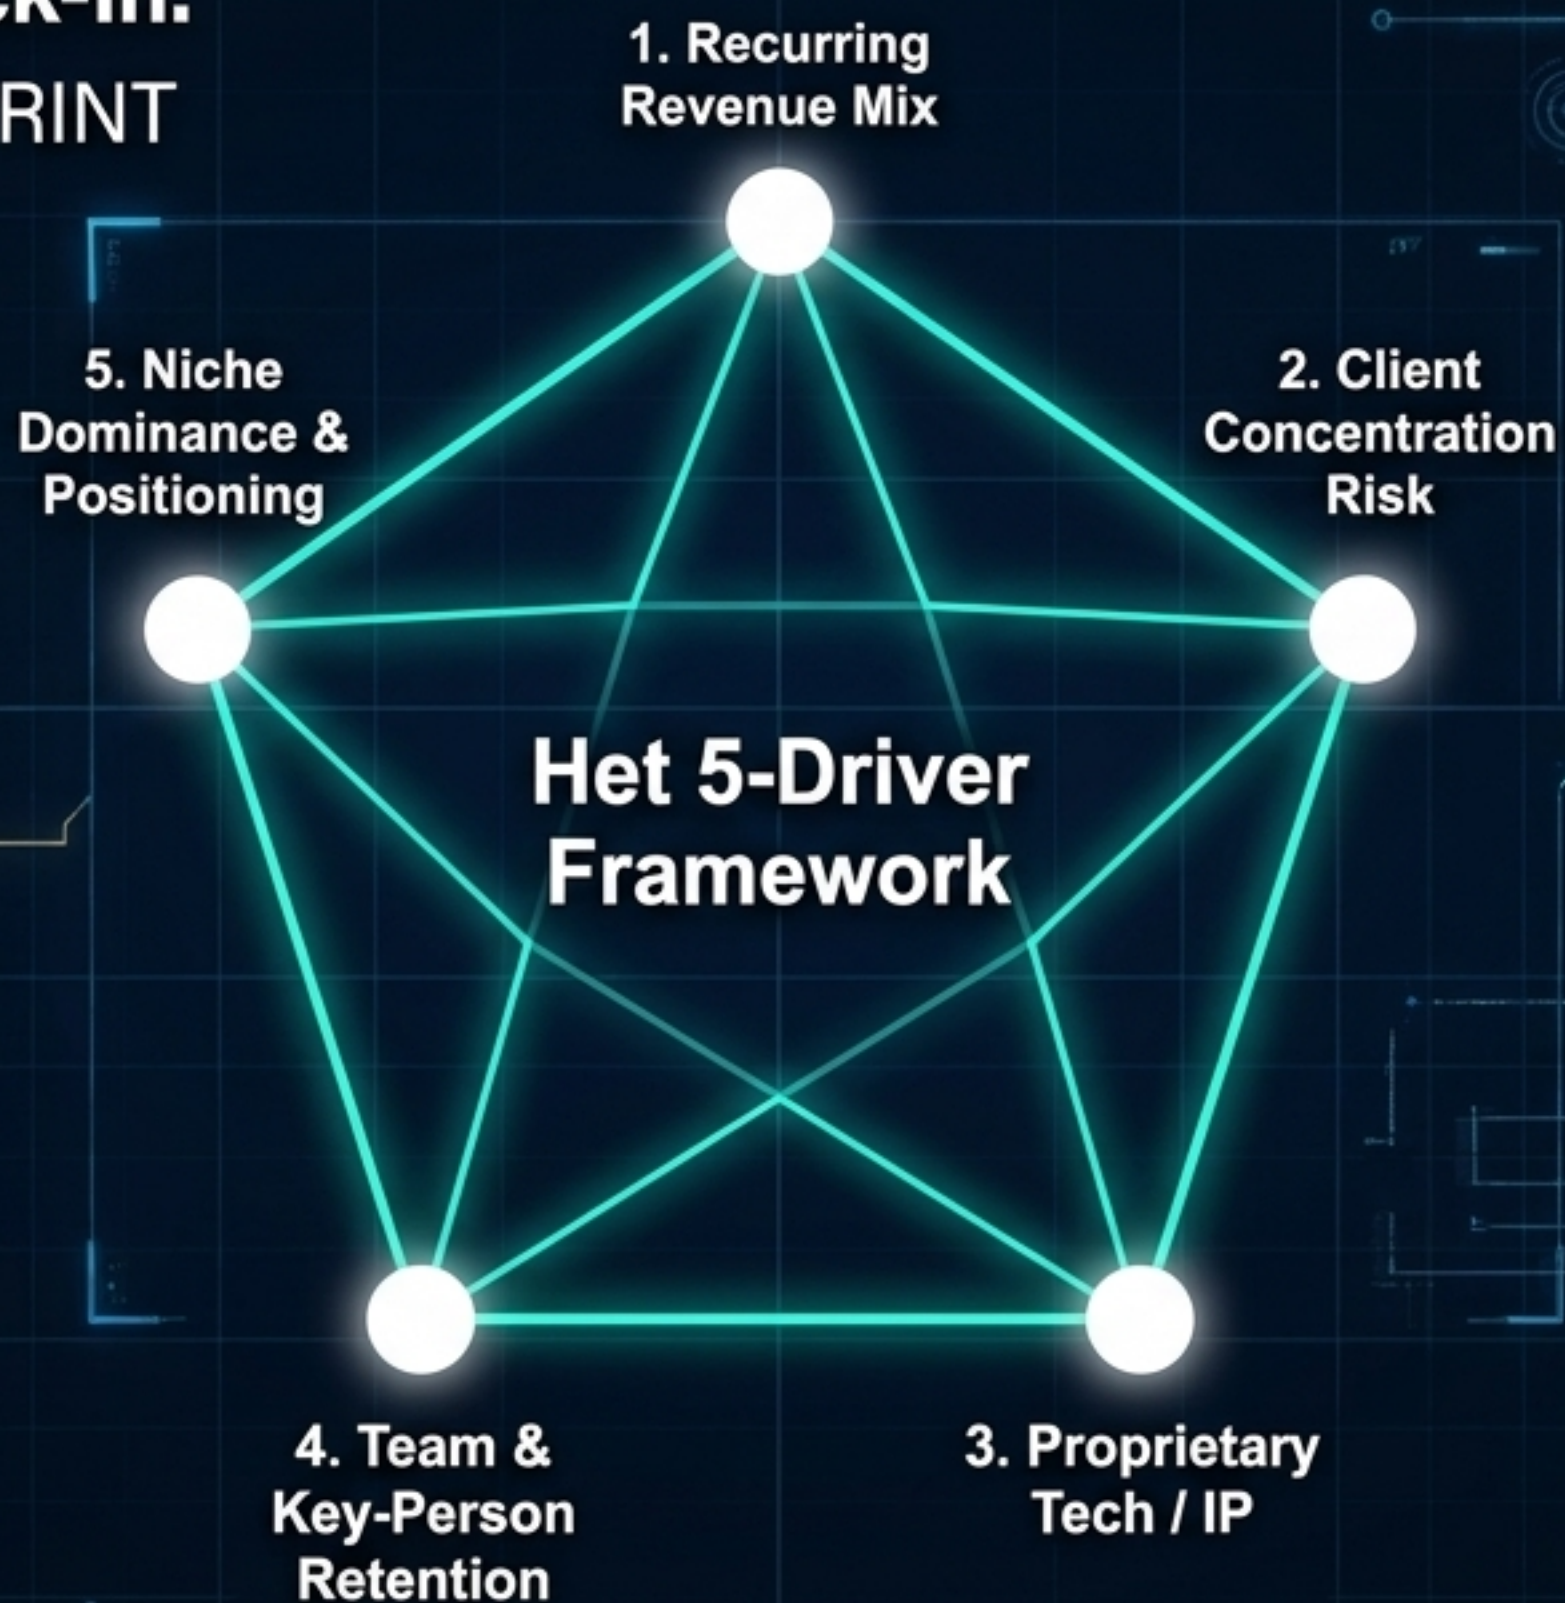 RINT
1. Recurring
Revenue Mix
5. Niche
Dominance &
Positioning
2. Client
Concentration
Risk
Het 5-Driver
Framework
4. Team &
Key-Person
Retention
3. Proprietary
Tech / IP